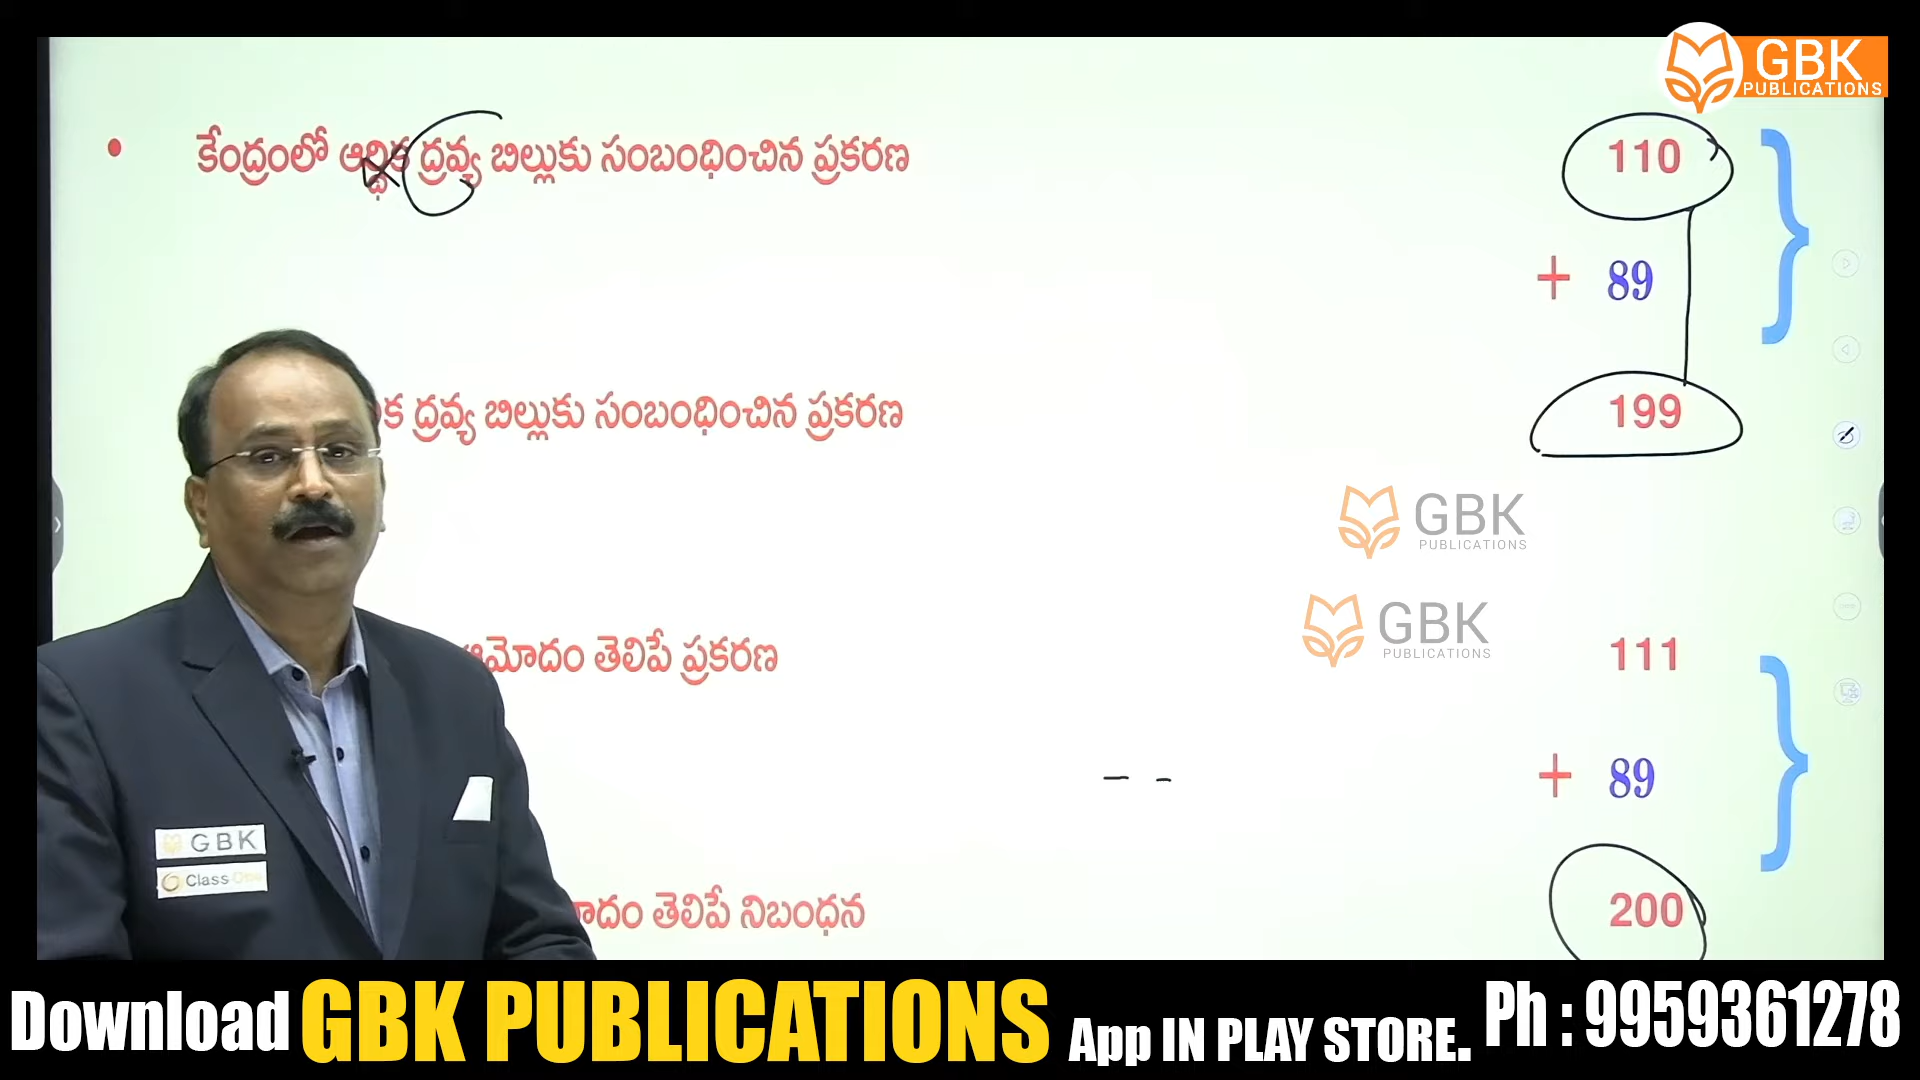 GBK
PUBLICATIONS
• కేంద్రంలో ఆర్థిక ద్రవ్య బిల్లుకు సంబంధించిన ప్రకరణ 110
+ 89
ద్రవ్య బిల్లుకు సంబంధించిన ప్రకరణ 199
GBK
PUBLICATIONS
GBK
PUBLICATIONS
తెలిపే ప్రకరణ 111
+ 89
GBK
Class
తెలిపే నిబంధన 200
Download GBK PUBLICATIONS App IN PLAY STORE. Ph : 9959361278